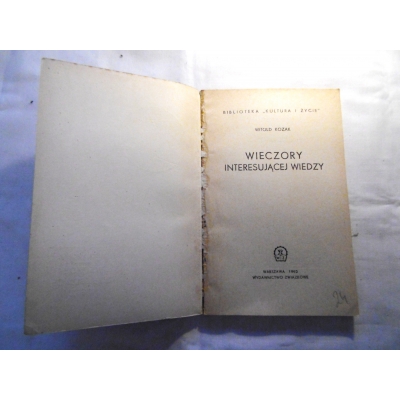 BIBLIOTEKA „KULTURA I ŻYCIE"
WITOLD KOZAK
WIECZORY
INTERESUJĄCEJ WIEDZY
WARSZAWA 1962
WYDAWNICTWO ZWIĄZKOWE